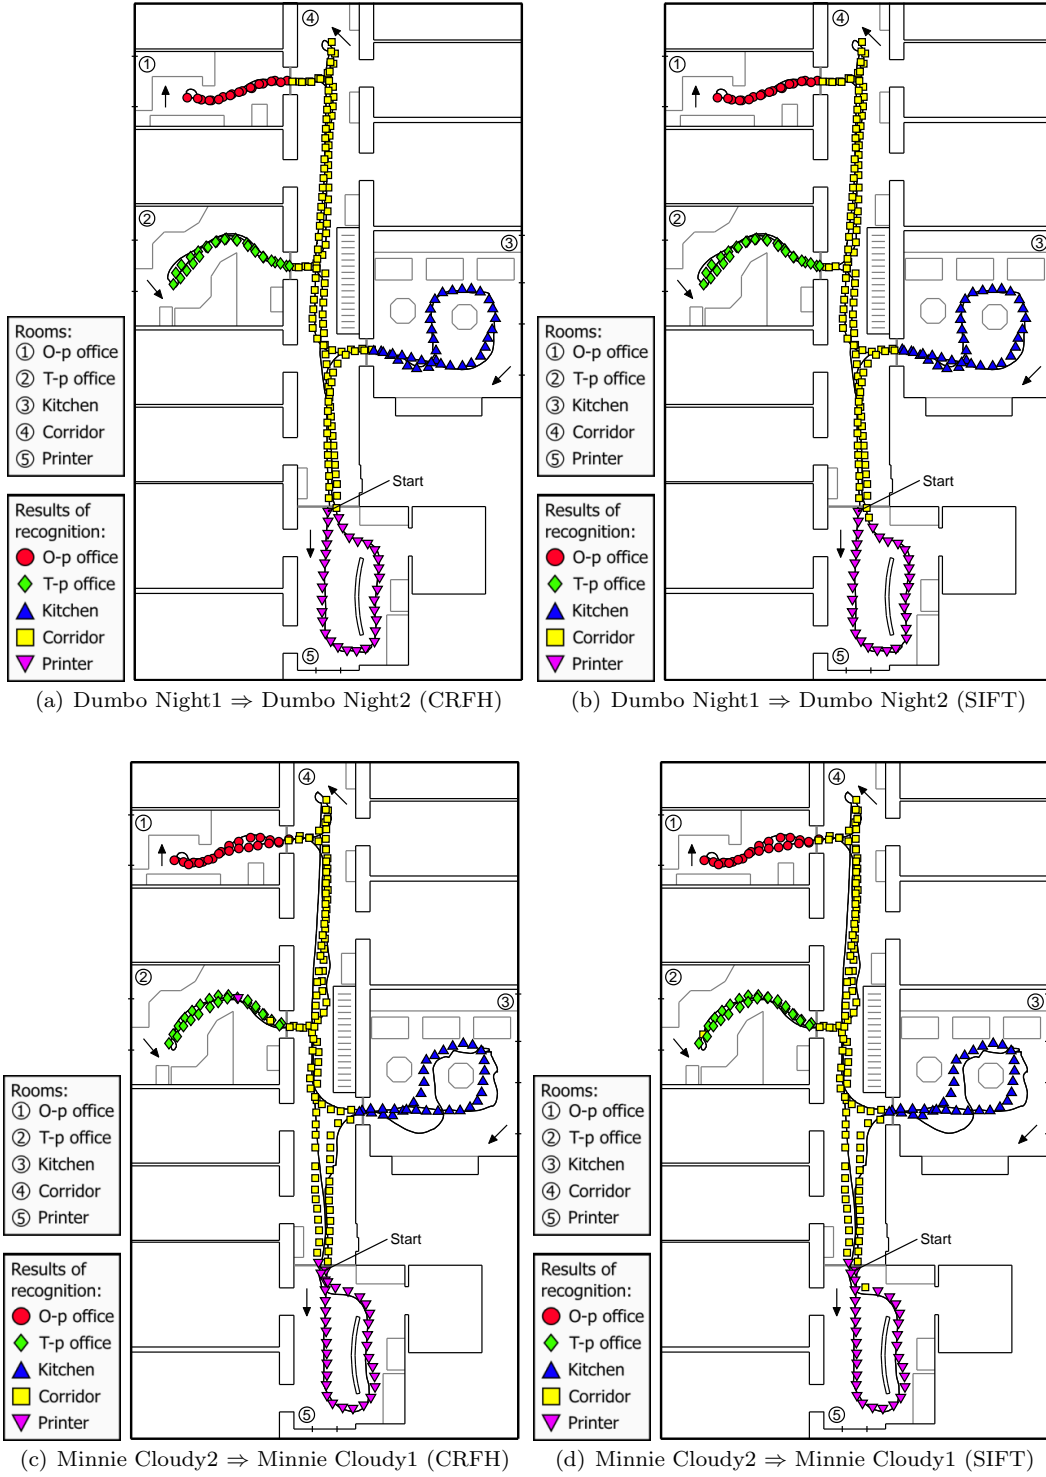 ④
①
②
③
Rooms:
① O-p office
② T-p office
③ Kitchen
④ Corridor
⑤ Printer
Start
Results of
recognition:
O-p office
T-p office
Kitchen
Corridor
Printer
⑤
(a) Dumbo Night1 ⇒ Dumbo Night2 (CRFH)
④
①
②
③
Rooms:
① O-p office
② T-p office
③ Kitchen
④ Corridor
⑤ Printer
Start
Results of
recognition:
O-p office
T-p office
Kitchen
Corridor
Printer
⑤
(b) Dumbo Night1 ⇒ Dumbo Night2 (SIFT)
④
①
②
③
Rooms:
① O-p office
② T-p office
③ Kitchen
④ Corridor
⑤ Printer
Start
Results of
recognition:
O-p office
T-p office
Kitchen
Corridor
Printer
⑤
(c) Minnie Cloudy2 ⇒ Minnie Cloudy1 (CRFH)
④
①
②
③
Rooms:
① O-p office
② T-p office
③ Kitchen
④ Corridor
⑤ Printer
Start
Results of
recognition:
O-p office
T-p office
Kitchen
Corridor
Printer
⑤
(d) Minnie Cloudy2 ⇒ Minnie Cloudy1 (SIFT)